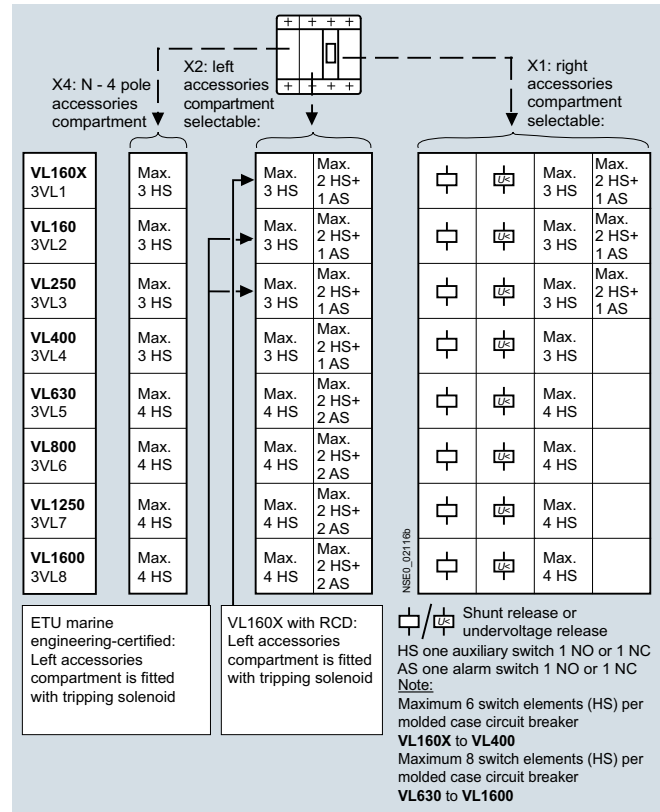 + + + +
+ + + +
X4: N - 4 pole
accessories
compartment
X2: left
accessories
compartment
selectable:
X1: right
accessories
compartment
selectable:
VL160X
3VL1
Max.
3 HS
Max.
3 HS
Max.
2 HS+
1 AS
U<
Max.
3 HS
Max.
2 HS+
1 AS
VL160
3VL2
Max.
3 HS
Max.
3 HS
Max.
2 HS+
1 AS
U<
Max.
3 HS
Max.
2 HS+
1 AS
VL250
3VL3
Max.
3 HS
Max.
3 HS
Max.
2 HS+
1 AS
U<
Max.
3 HS
Max.
2 HS+
1 AS
VL400
3VL4
Max.
3 HS
Max.
3 HS
Max.
2 HS+
1 AS
U<
Max.
3 HS
VL630
3VL5
Max.
4 HS
Max.
4 HS
Max.
2 HS+
2 AS
U<
Max.
4 HS
VL800
3VL6
Max.
4 HS
Max.
4 HS
Max.
2 HS+
2 AS
U<
Max.
4 HS
VL1250
3VL7
Max.
4 HS
Max.
4 HS
Max.
2 HS+
2 AS
U<
Max.
4 HS
VL1600
3VL8
Max.
4 HS
Max.
4 HS
Max.
2 HS+
2 AS
U<
Max.
4 HS
NSE0_02116b
ETU marine
engineering-certified:
Left accessories
compartment is fitted
with tripping solenoid
VL160X with RCD:
Left accessories
compartment is fitted
with tripping solenoid
/ U< Shunt release or
undervoltage release
HS one auxiliary switch 1 NO or 1 NC
AS one alarm switch 1 NO or 1 NC
Note:
Maximum 6 switch elements (HS) per
molded case circuit breaker
VL160X to VL400
Maximum 8 switch elements (HS) per
molded case circuit breaker
VL630 to VL1600